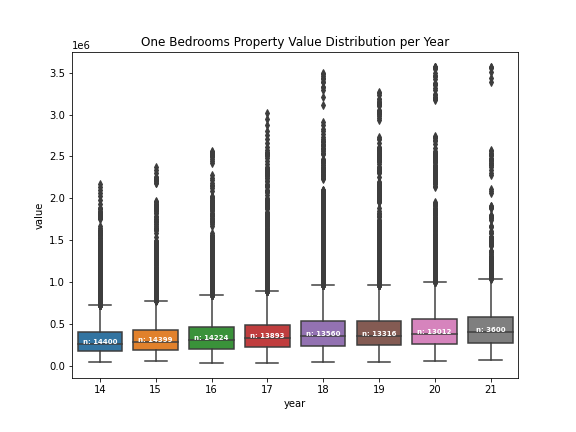 One Bedrooms Property Value Distribution per Year
1e6
3.5
3.0
2.5
2.0
1.5
1.0
0.5
0.0
value
n: 14400
n: 14399
n: 14224
n: 13893
n: 13560
n: 13316
n: 13012
n: 3600
14 15 16 17 18 19 20 21
year